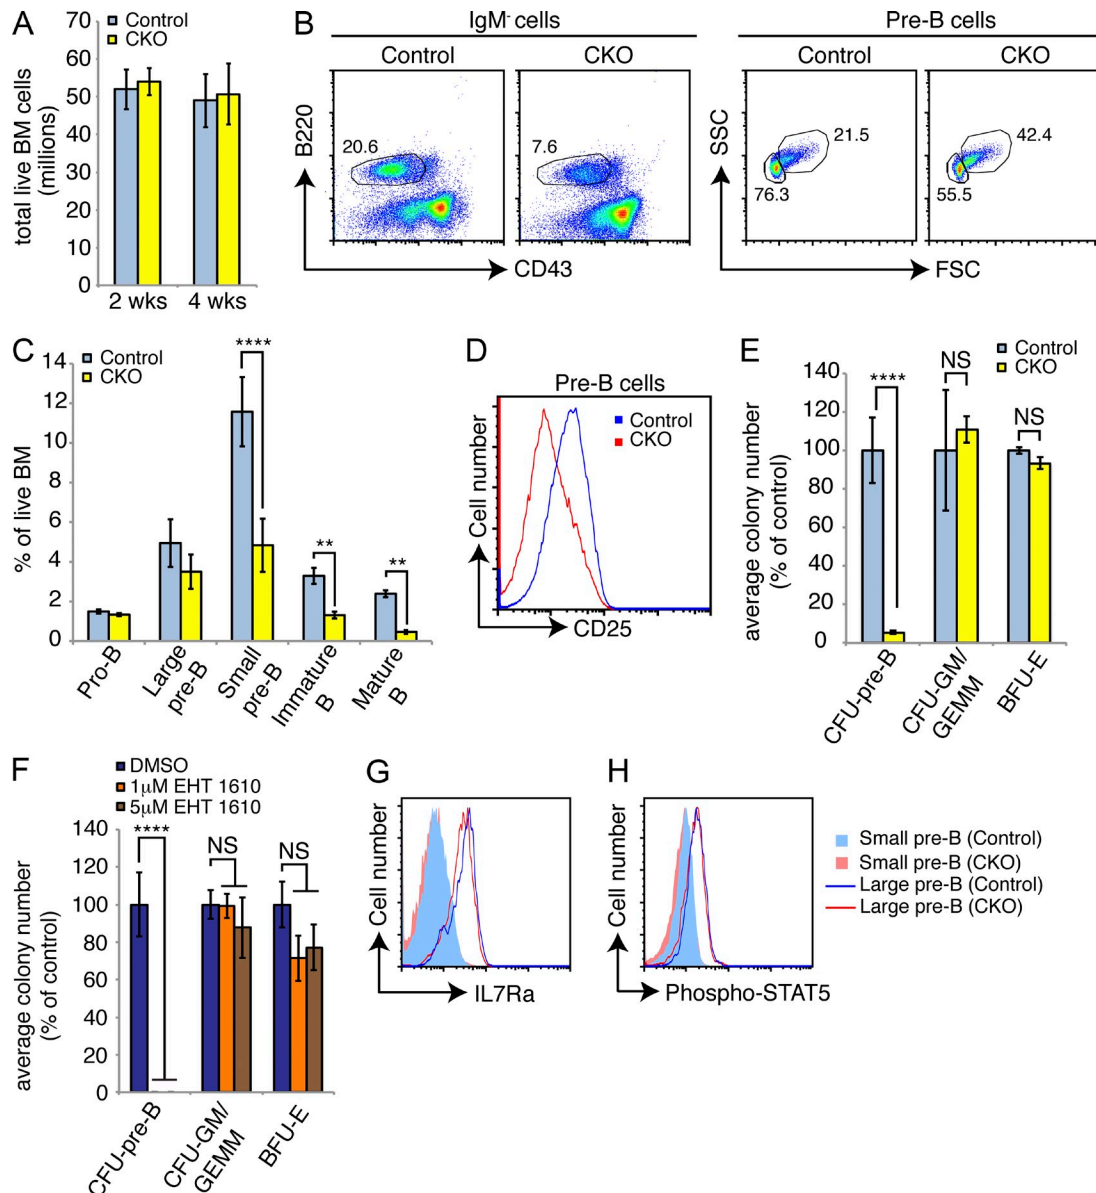 A
Control
CKO
total live BM cells
(millions)
70
60
50
40
30
20
10
0
2 wks
4 wks
B
IgM- cells
Pre-B cells
Control
CKO
Control
CKO
B220
20.6
7.6
CD43
SSC
21.5
76.3
42.4
55.5
FSC
C
Control
CKO
% of live BM
14
12
10
8
6
4
2
0
****
**
**
Pro-B
Large
pre-B
Small
pre-B
Immature
B
Mature
B
D
Pre-B cells
Control
CKO
Cell number
CD25
E
Control
CKO
average colony number
(% of control)
140
120
100
80
60
40
20
0
****
NS
NS
CFU-pre-B
CFU-GM/
GEMM
BFU-E
F
DMSO
1µM EHT 1610
5µM EHT 1610
average colony number
(% of control)
140
120
100
80
60
40
20
0
****
NS
NS
CFU-pre-B
CFU-GM/
GEMM
BFU-E
G
Cell number
IL7Ra
H
Cell number
Phospho-STAT5
Small pre-B (Control)
Small pre-B (CKO)
Large pre-B (Control)
Large pre-B (CKO)